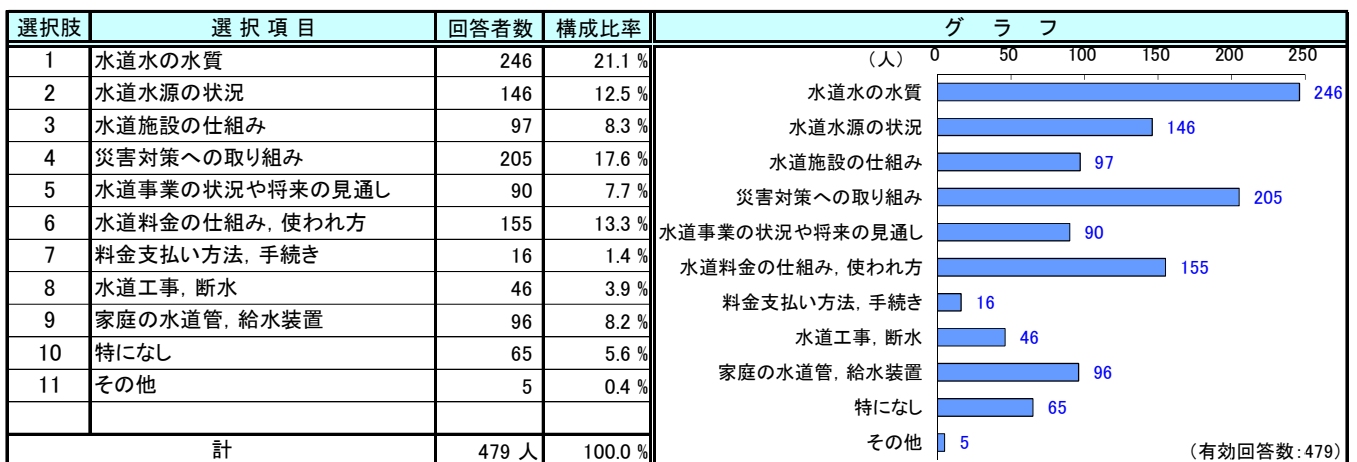 選択肢 選 択 項 目 回答者数 構成比率 グ ラ フ
1 水道水の水質 246 21.1 %
2 水道水源の状況 146 12.5 %
3 水道施設の仕組み 97 8.3 %
4 災害対策への取り組み 205 17.6 %
5 水道事業の状況や将来の見通し 90 7.7 %
6 水道料金の仕組み，使われ方 155 13.3 %
7 料金支払い方法，手続き 16 1.4 %
8 水道工事，断水 46 3.9 %
9 家庭の水道管，給水装置 96 8.2 %
10 特になし 65 5.6 %
11 その他 5 0.4 %
計 479 人 100.0 %
（人） 0 50 100 150 200 250
水道水の水質 246
水道水源の状況 146
水道施設の仕組み 97
災害対策への取り組み 205
水道事業の状況や将来の見通し 90
水道料金の仕組み，使われ方 155
料金支払い方法，手続き 16
水道工事，断水 46
家庭の水道管，給水装置 96
特になし 65
その他 5
（有効回答数：479）